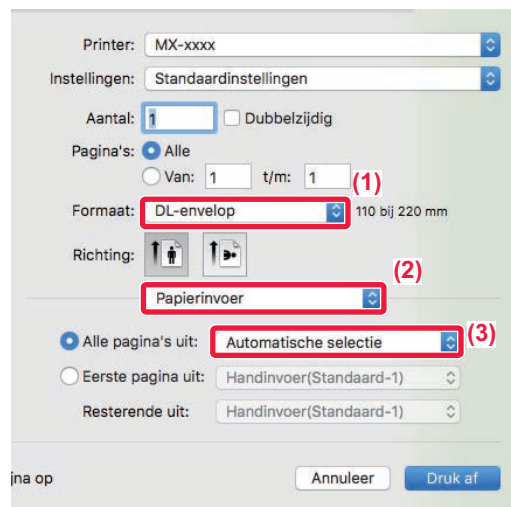 Printer: MX-xxxx
Instellingen: Standaardinstellingen
Aantal: 1 Dubbelzijdig
Pagina's: Alle
Van: 1 t/m: 1
(1)
Formaat: DL-envelop 110 bij 220 mm
Richting:
(2)
Papierinvoer
(3)
Alle pagina's uit: Automatische selectie
Eerste pagina uit: Handinvoer(Standaard-1)
Resterende uit: Handinvoer(Standaard-1)
jna op Annuleer Druk af